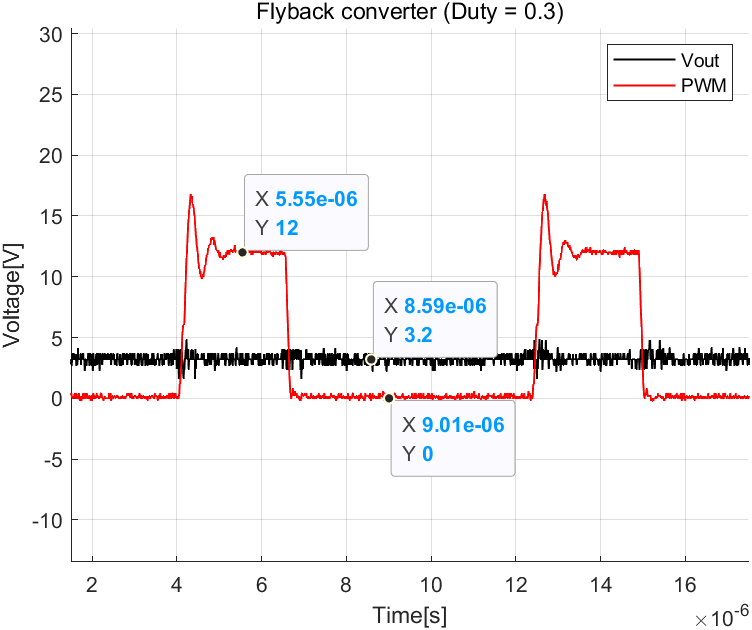 Flyback converter (Duty = 0.3)
Vout
PWM
30
25
20
15
10
5
0
-5
-10
Voltage[V]
X 5.55e-06
Y 12
X 8.59e-06
Y 3.2
X 9.01e-06
Y 0
2 4 6 8 10 12 14 16
Time[s]
×10⁻⁶